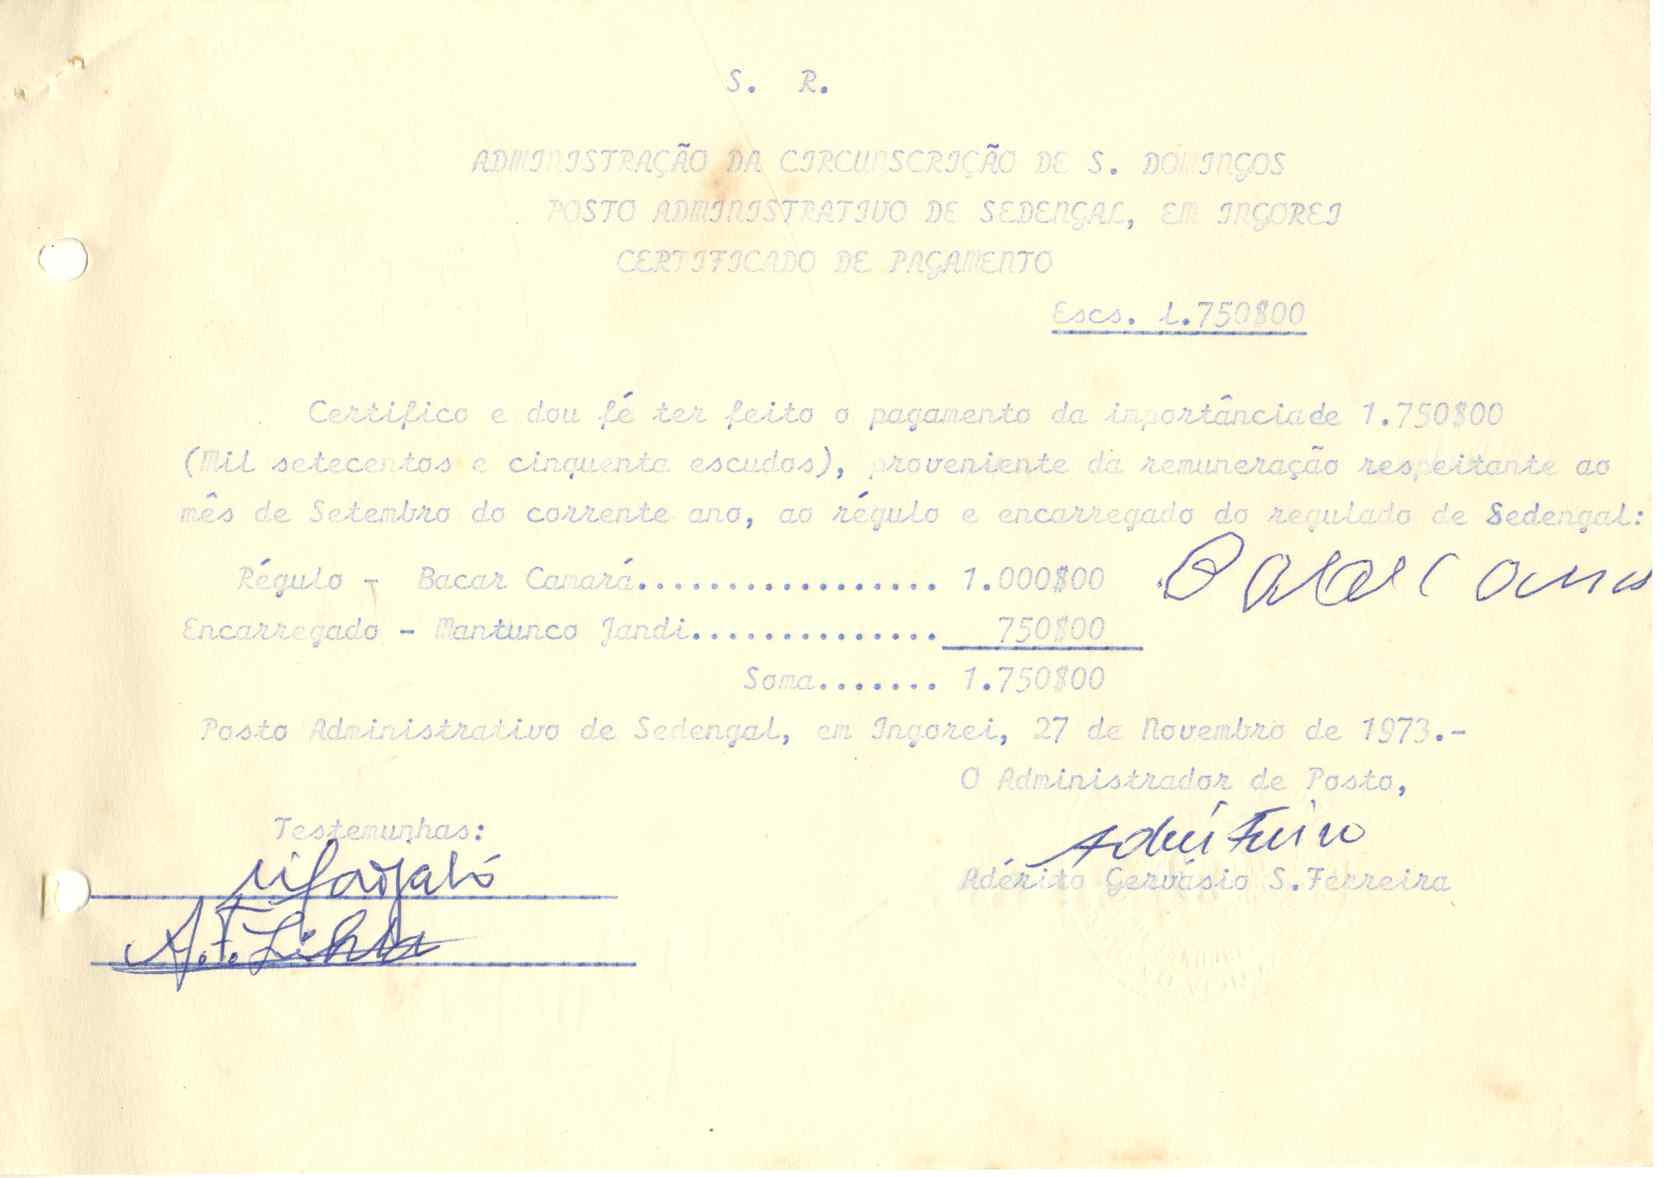 S. R.
ADMINISTRAÇÃO DA CIRCUNSCRIÇÃO DE S. DOMINGOS
POSTO ADMINISTRATIVO DE SEDENGAL, EM INGOREI
CERTIFICADO DE PAGAMENTO
Escs. 1.750$00
Certifico e dou fé ter feito o pagamento da importânciade 1.750$00
(Mil setecentos e cinquenta escudos), proveniente da remuneração respeitante ao
mês de Setembro do corrente ano, ao régulo e encarregado do regulado de Sedengal:
Régulo - Bacar Camará.................. 1.000$00
Encarregado - Mantunco Jandi............... 750$00
Soma....... 1.750$00
Posto Administrativo de Sedengal, em Ingorei, 27 de Novembro de 1973.-
O Administrador de Posto,
Testemunhas:
Adérito Gervásio S.Ferreira